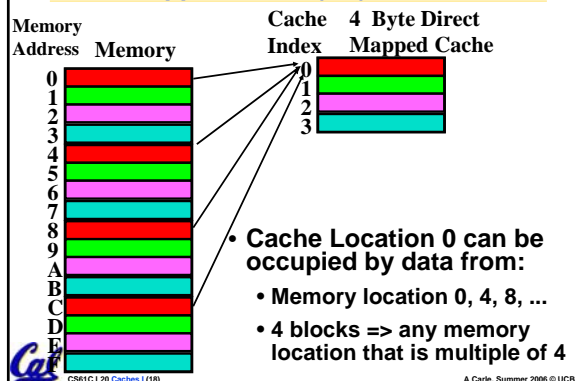 Memory
Address
Memory
Cache
Index
4 Byte Direct
Mapped Cache
0
1
2
3
4
5
6
7
8
9
A
B
C
D
E
F
0
1
2
3
• Cache Location 0 can be
occupied by data from:
• Memory location 0, 4, 8, ...
• 4 blocks => any memory
location that is multiple of 4
Cal
CS61C L20 Caches I (18)
A Carle, Summer 2006 © UCB